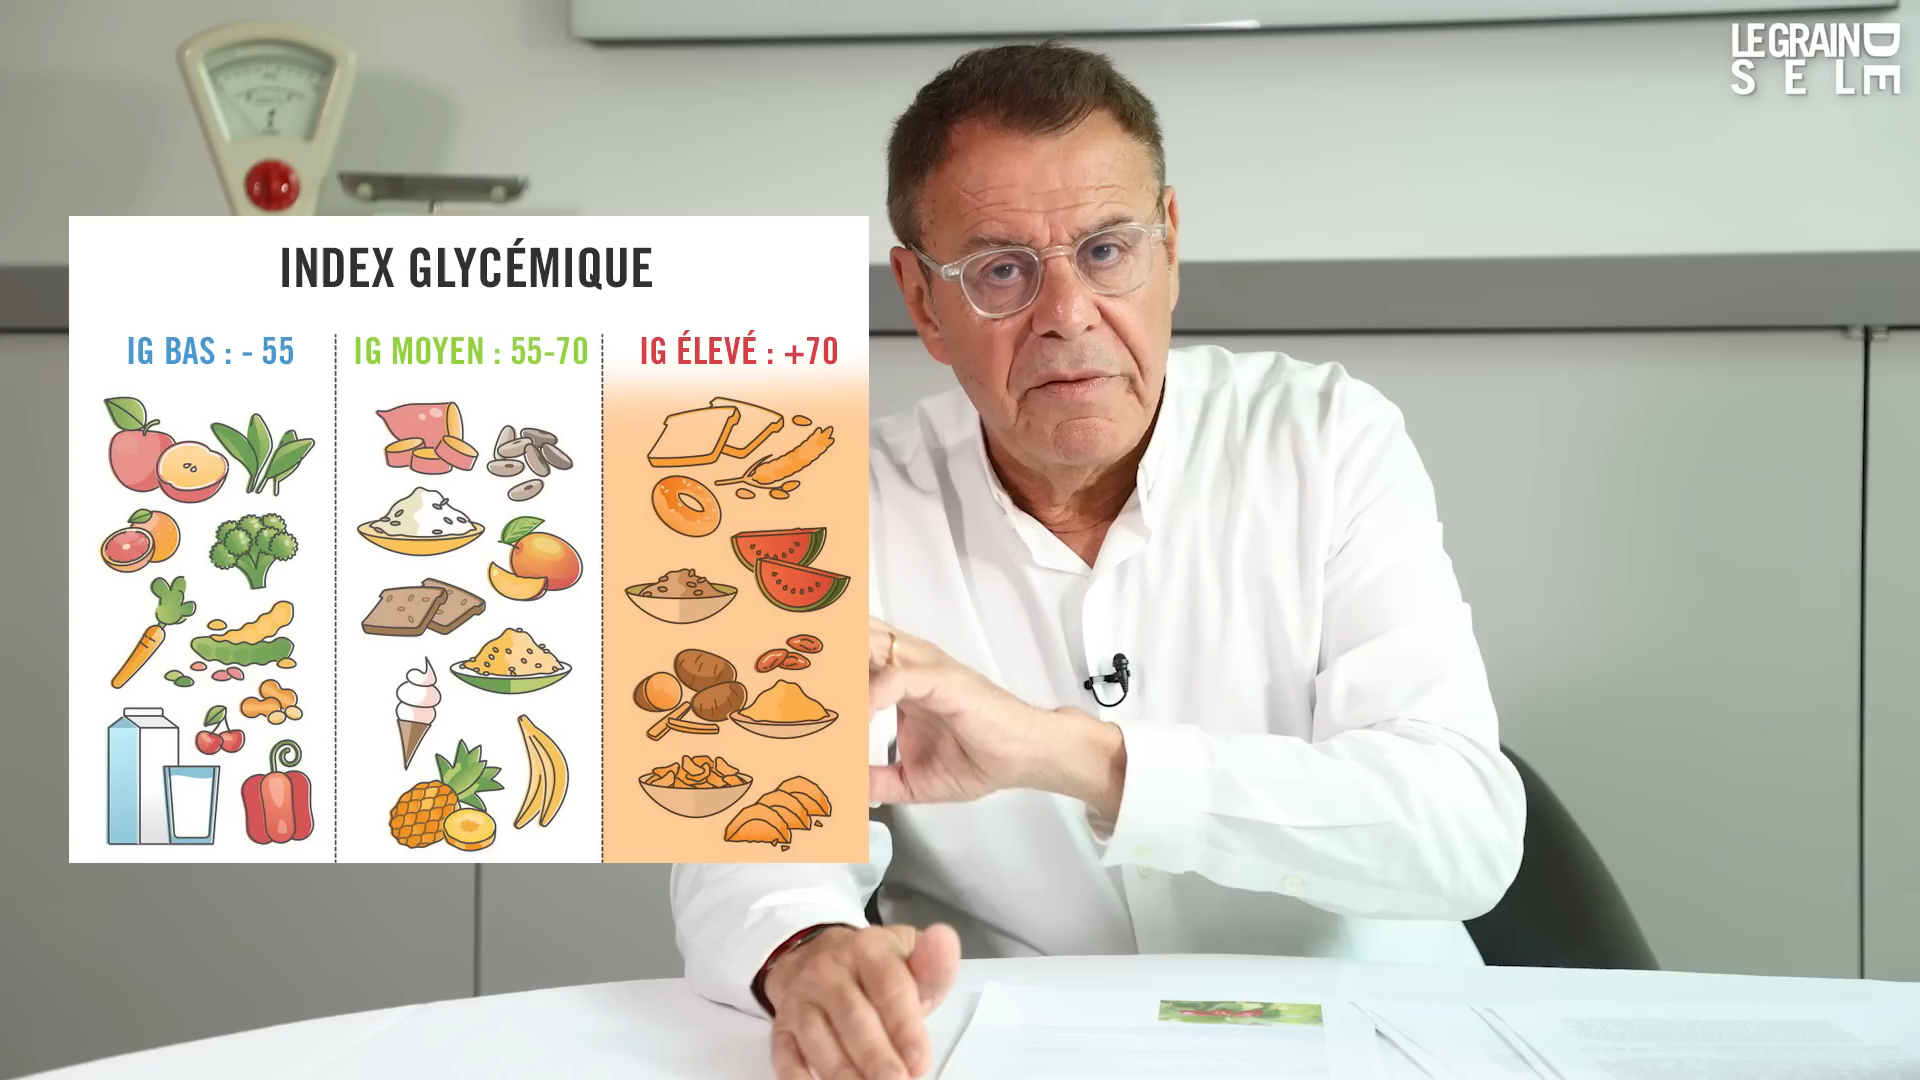 LE GRAIN DE
SEL
INDEX GLYCÉMIQUE
IG BAS : - 55
IG MOYEN : 55-70
IG ÉLEVÉ : +70